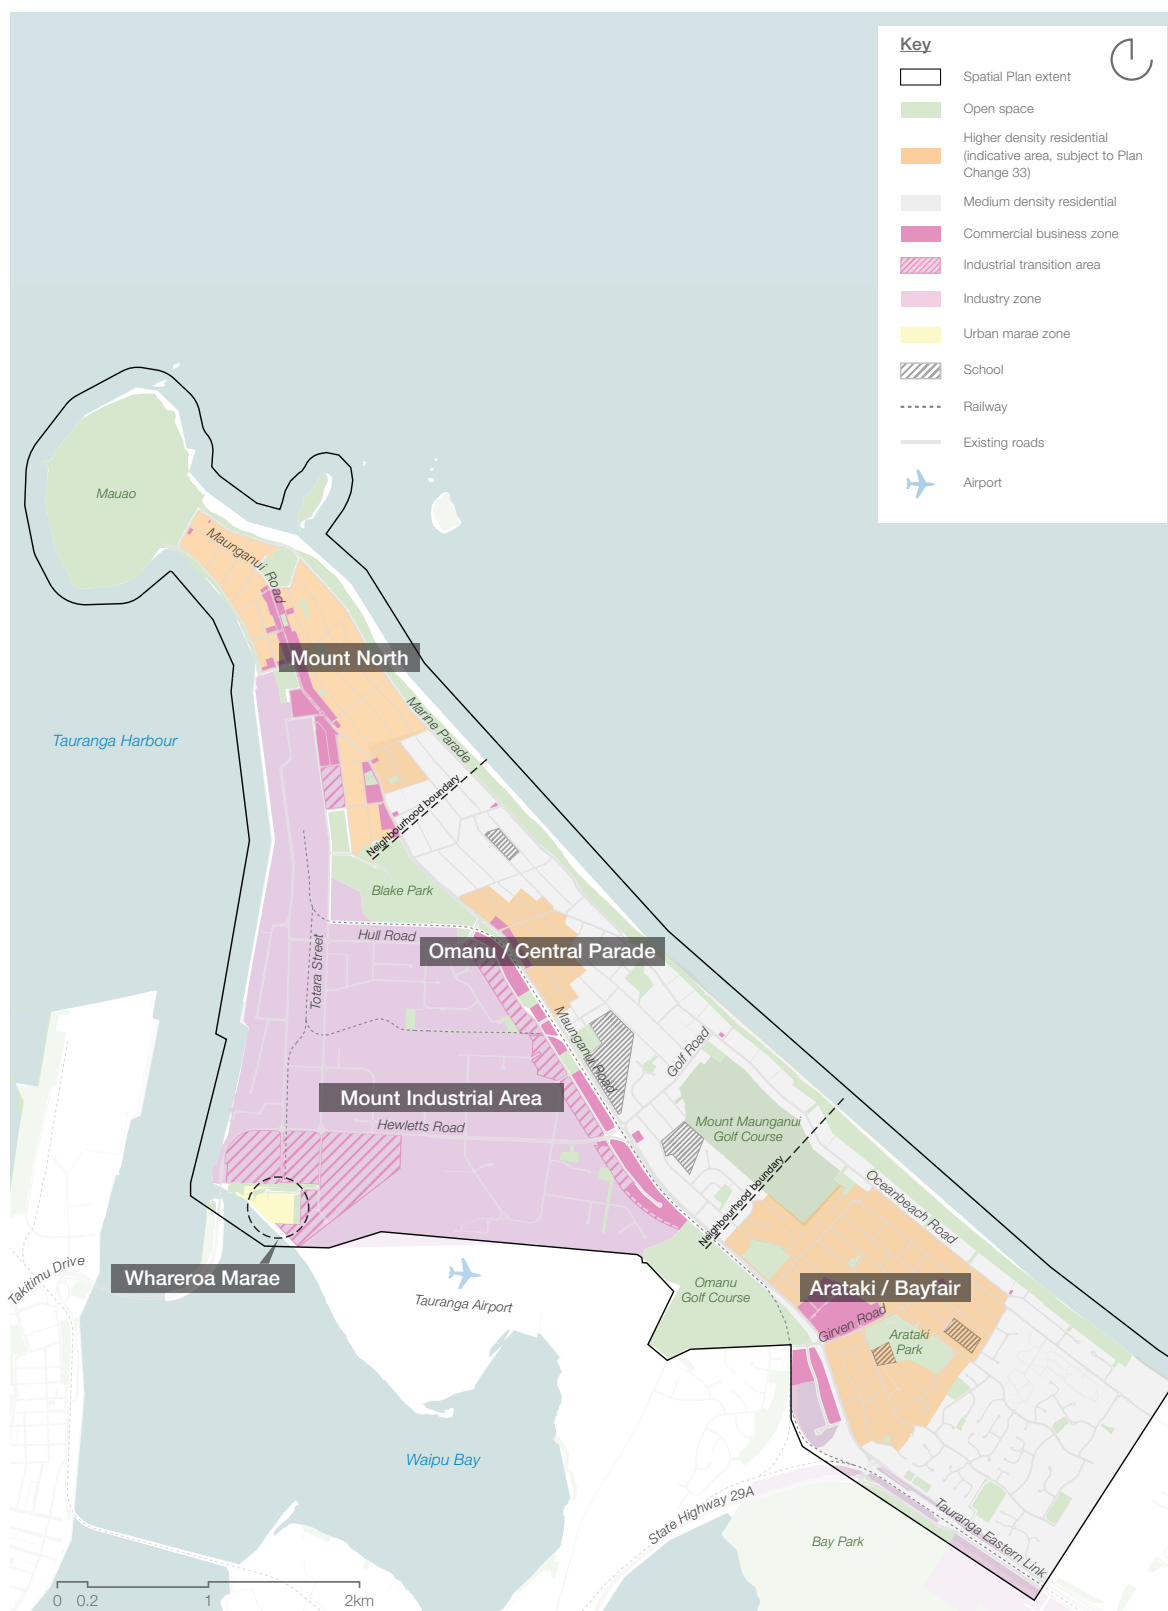 Key
Spatial Plan extent
Open space
Higher density residential
(indicative area, subject to Plan
Change 33)
Medium density residential
Commercial business zone
Industrial transition area
Industry zone
Urban marae zone
School
Railway
Existing roads
Airport
Mauao
Maunganui Road
Mount North
Marine Parade
Tauranga Harbour
Neighbourhood boundary
Blake Park
Hull Road
Omanu / Central Parade
Totara Street
Maunganui Road
Golf Road
Mount Industrial Area
Hewletts Road
Mount Maunganui
Golf Course
Neighbourhood boundary
Oceanbeach Road
Whareroa Marae
Takitimu Drive
Tauranga Airport
Omanu
Golf Course
Arataki / Bayfair
Girven Road
Arataki
Park
Waipu Bay
State Highway 29A
Bay Park
Tauranga Eastern Link
0 0.2 1 2km